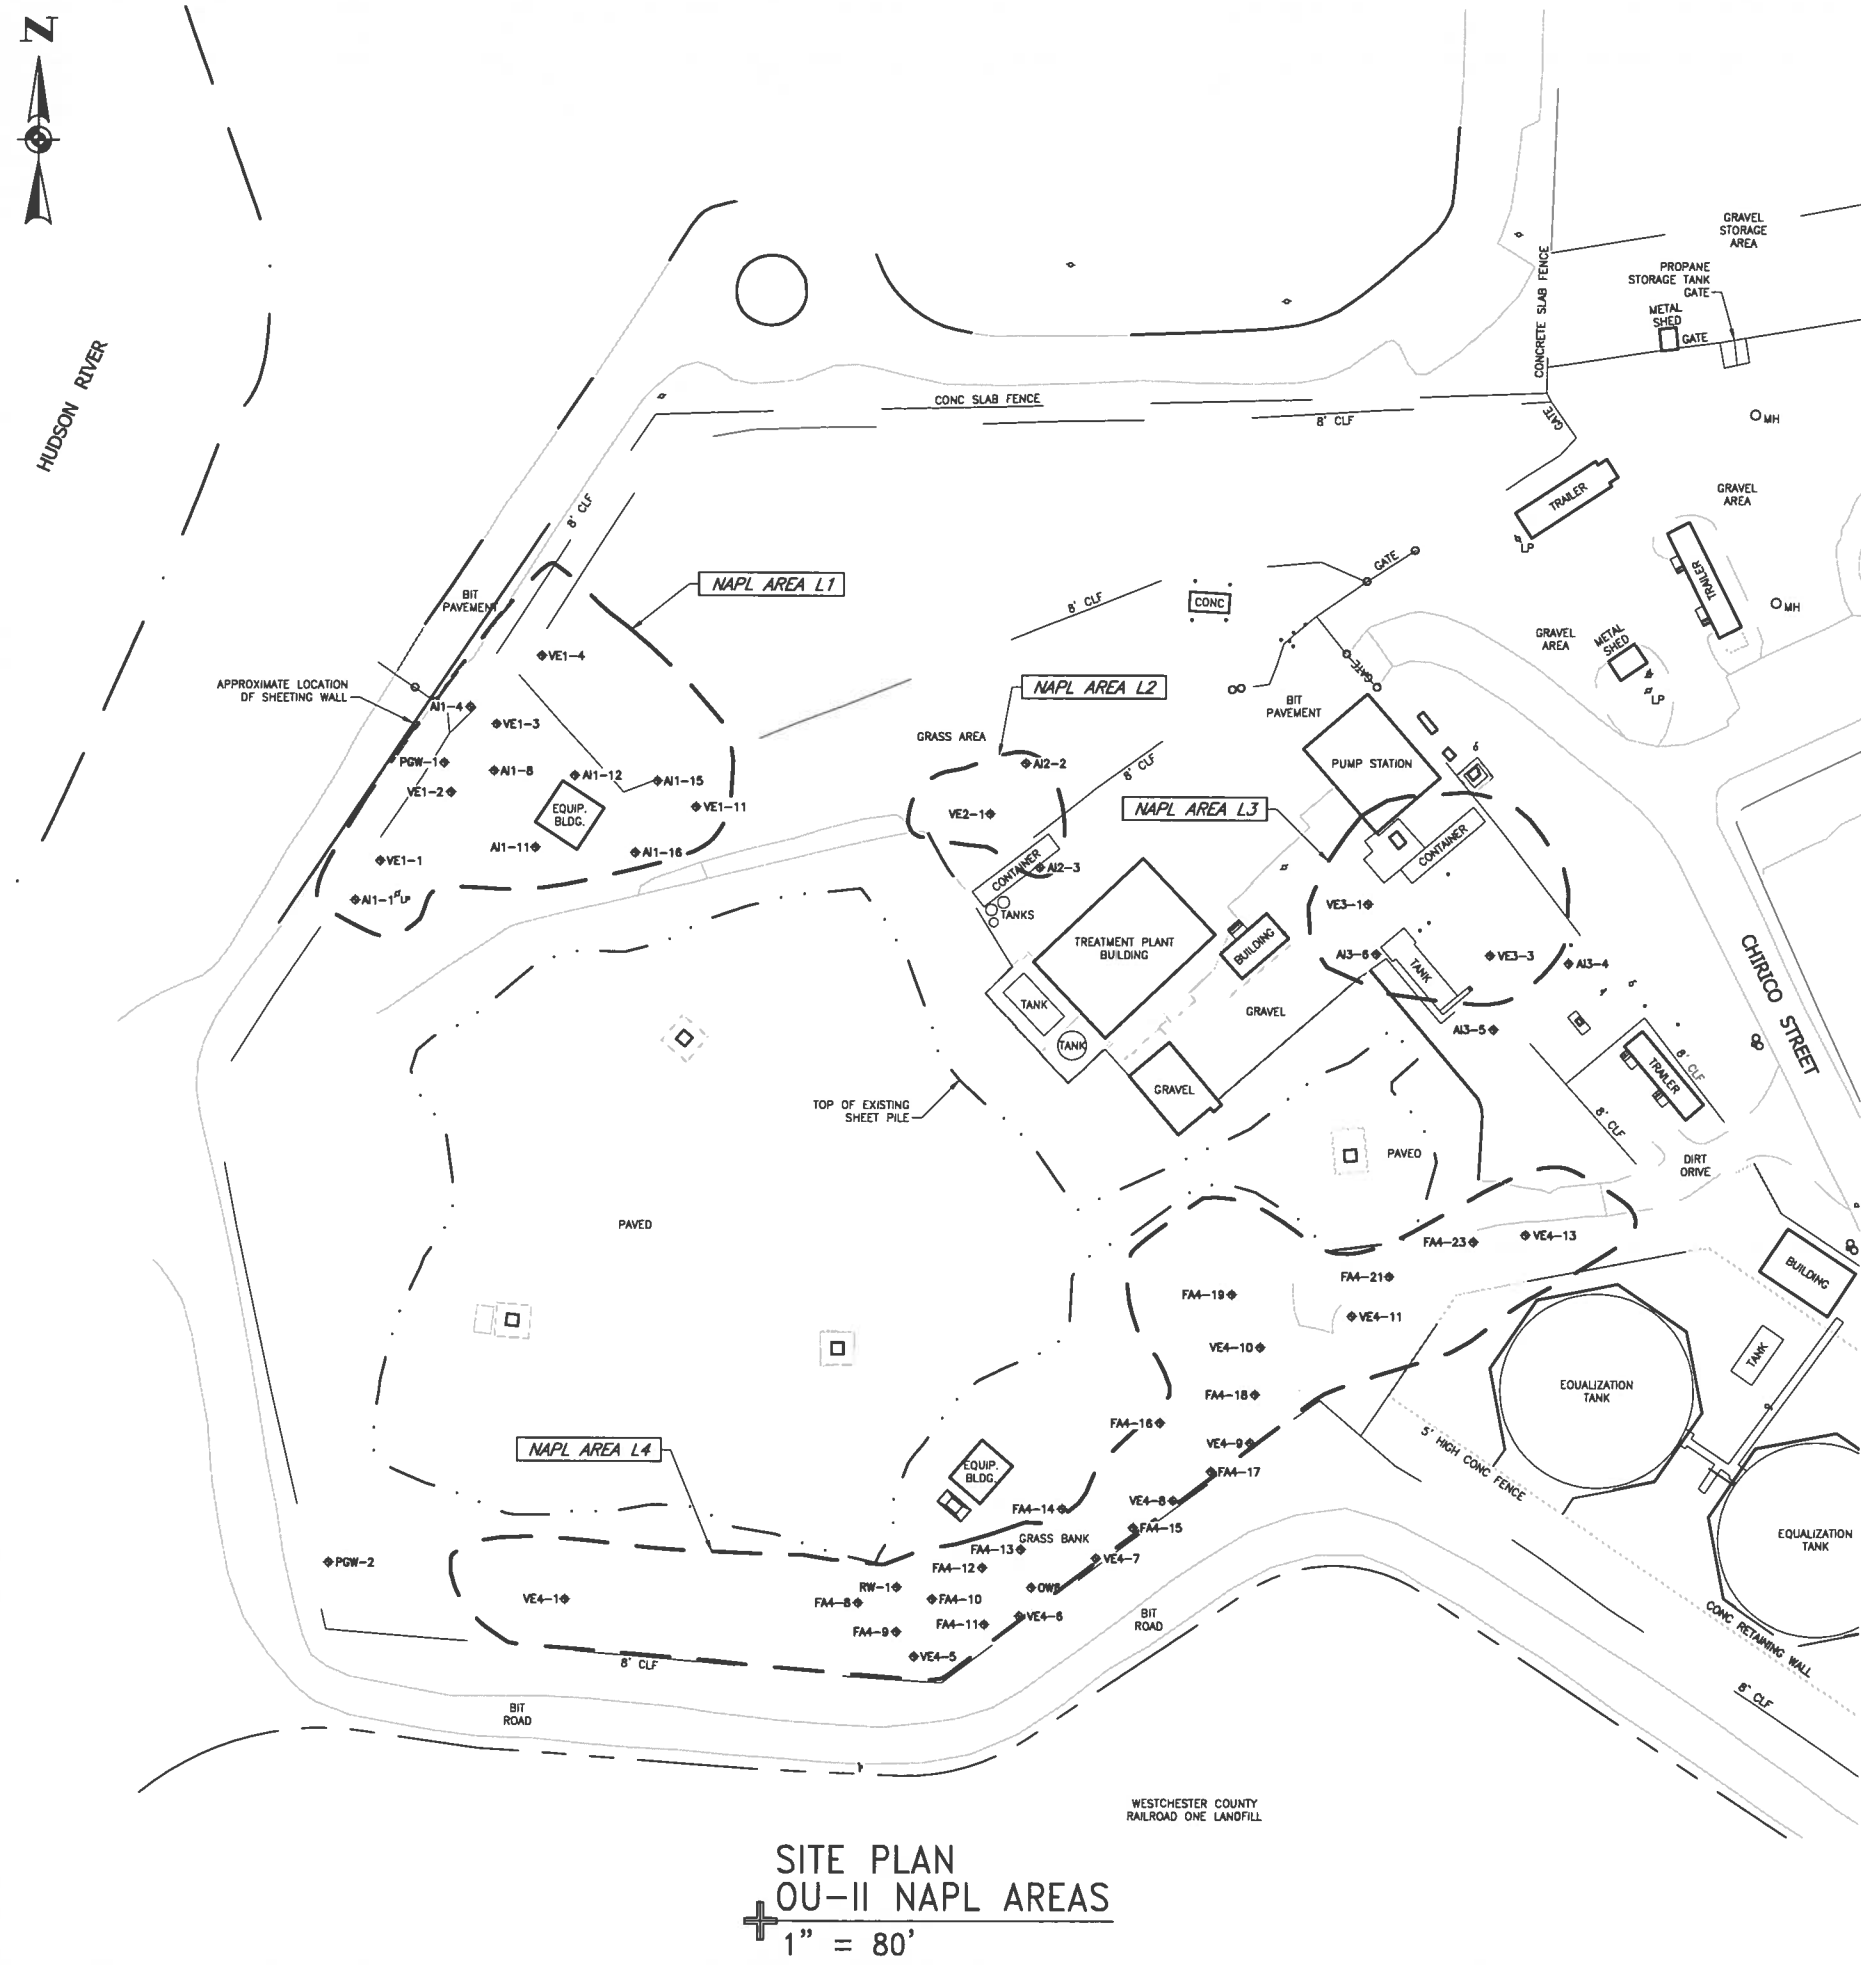 N
HUDSON RIVER
GRAVEL
STORAGE
AREA
PROPANE
STORAGE TANK
GATE
METAL
SHED
GATE
CONCRETE SLAB FENCE
CONC SLAB FENCE
8' CLF
GATE
MH
TRAILER
GRAVEL
AREA
LP
8' CLF
GATE
NAPL AREA L1
BIT
PAVEMENT
8' CLF
CONC
TRAILER
MH
GRAVEL
AREA
METAL
SHED
LP
VE1-4
APPROXIMATE LOCATION
OF SHEETING WALL
NAPL AREA L2
GATE
BIT
PAVEMENT
AI1-4
VE1-3
GRASS AREA
PGW-1
AI1-8
AI1-12
AI1-15
AI2-2
8' CLF
PUMP STATION
6
VE1-2
EQUIP.
BLDG.
VE1-11
VE2-1
NAPL AREA L3
AI1-11
AI1-16
CONTAINER
VE1-1
CONTAINER
AI2-3
AI1-1
LP
TANKS
VE3-1
TREATMENT PLANT
BUILDING
BUILDING
AI3-6
TANK
VE3-3
AI3-4
CHIRICO STREET
TANK
GRAVEL
AI3-5
TANK
TRAILER
8' CLF
GRAVEL
TOP OF EXISTING
SHEET PILE
8' CLF
PAVED
DIRT
DRIVE
PAVED
FA4-23
VE4-13
FA4-21
BUILDING
FA4-19
VE4-11
VE4-10
TANK
EQUALIZATION
TANK
FA4-18
FA4-16
5' HIGH CONC FENCE
VE4-9
NAPL AREA L4
EQUIP.
BLDG.
FA4-17
VE4-8
FA4-14
FA4-15
GRASS BANK
EQUALIZATION
TANK
FA4-13
VE4-7
PGW-2
FA4-12
RW-1
VE4-1
FA4-8
FA4-10
FA4-11
VE4-6
FA4-9
BIT
ROAD
VE4-5
8' CLF
CONC RETAINING WALL
8' CLF
BIT
ROAD
WESTCHESTER COUNTY
RAILROAD ONE LANDFILL
SITE PLAN
OU-II NAPL AREAS
1" = 80'